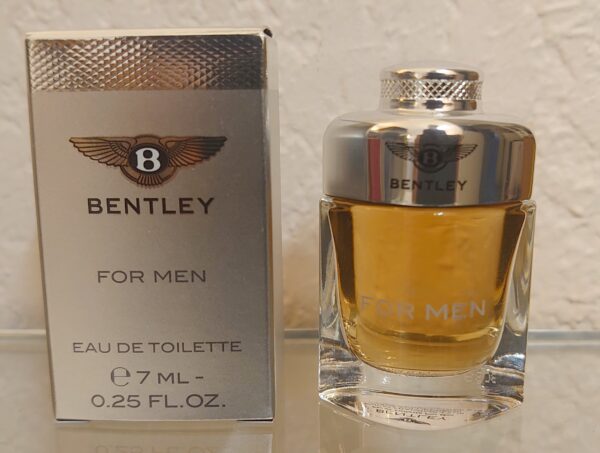 B
BENTLEY
FOR MEN
EAU DE TOILETTE
℮ 7 ML -
0.25 FL.OZ.
B
BENTLEY
FOR MEN